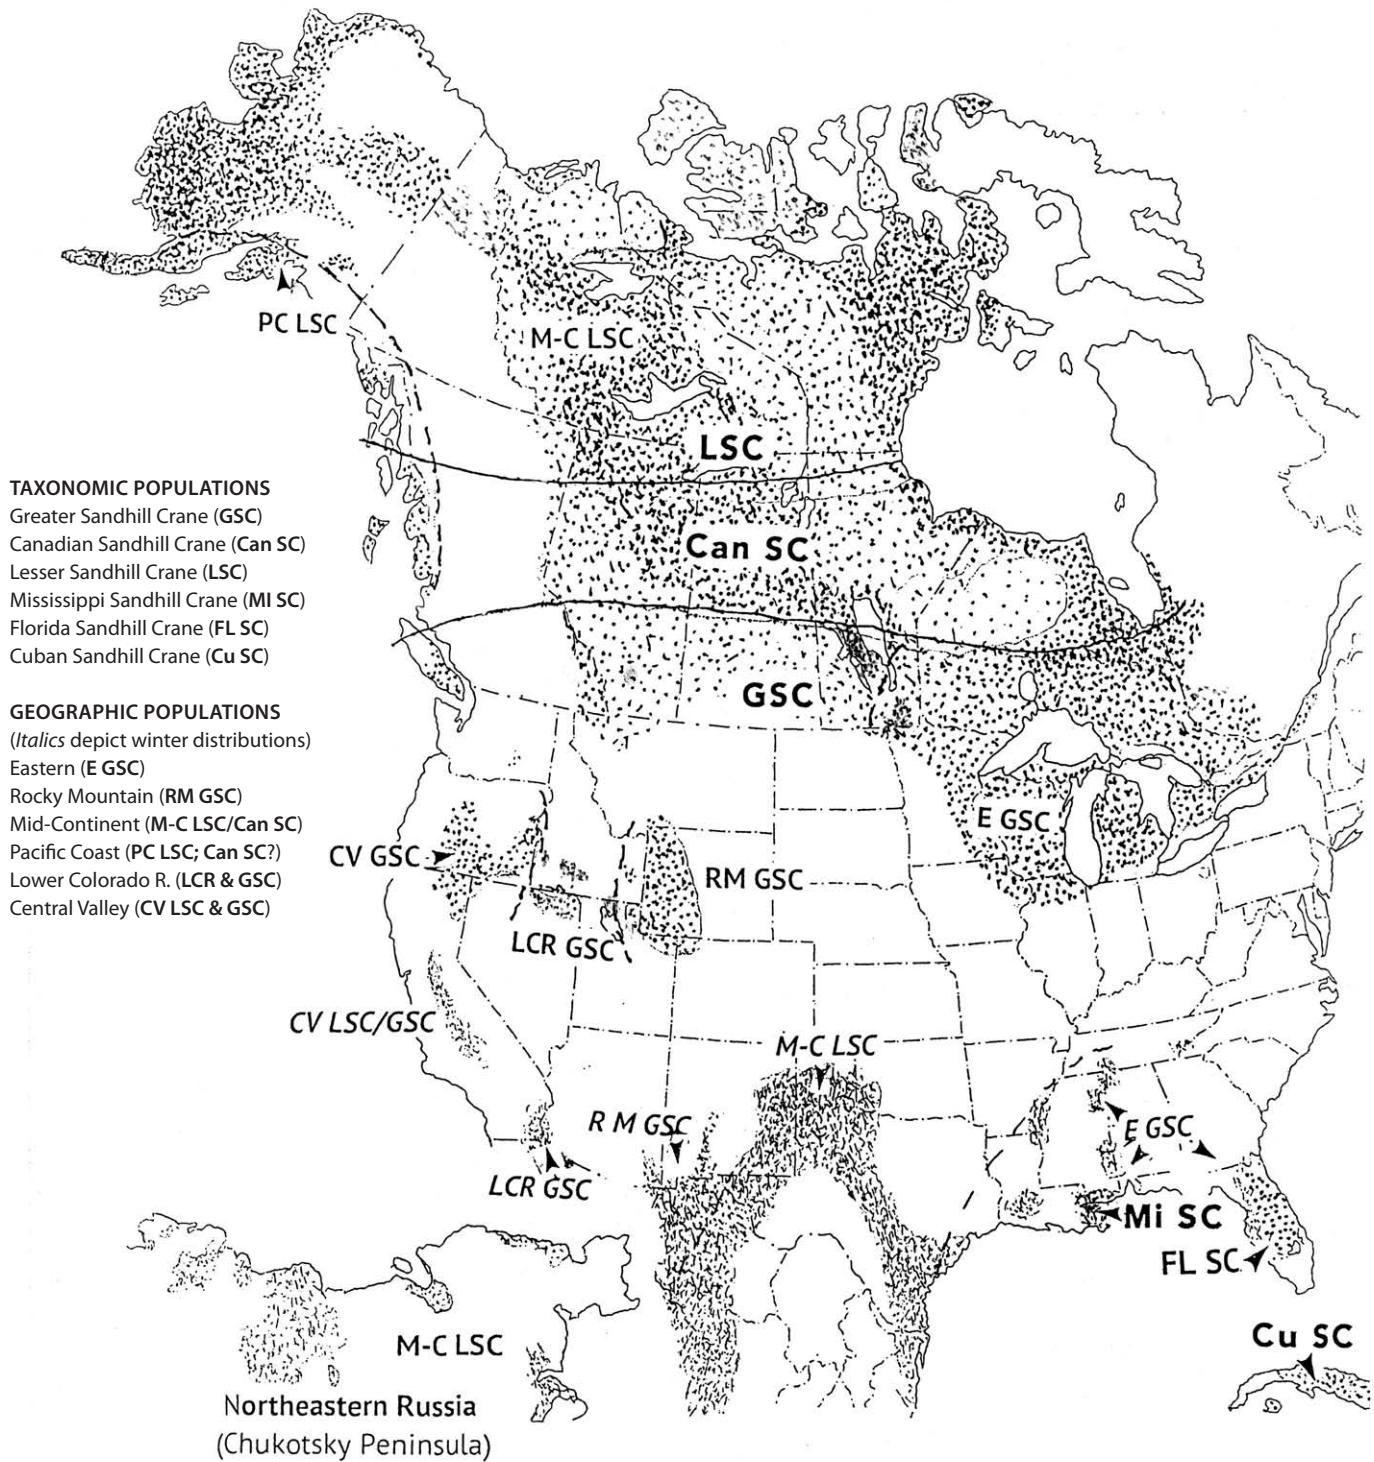 PC LSC
M-C LSC
LSC
TAXONOMIC POPULATIONS
Greater Sandhill Crane (GSC)
Canadian Sandhill Crane (Can SC)
Lesser Sandhill Crane (LSC)
Mississippi Sandhill Crane (MI SC)
Florida Sandhill Crane (FL SC)
Cuban Sandhill Crane (Cu SC)
GEOGRAPHIC POPULATIONS
(Italics depict winter distributions)
Eastern (E GSC)
Rocky Mountain (RM GSC)
Mid-Continent (M-C LSC/Can SC)
Pacific Coast (PC LSC; Can SC?)
Lower Colorado R. (LCR & GSC)
Central Valley (CV LSC & GSC)
Can SC
GSC
E GSC
CV GSC
RM GSC
LCR GSC
CV LSC/GSC
M-C LSC
R M GSC
E GSC
LCR GSC
Mi SC
FL SC
Cu SC
M-C LSC
Northeastern Russia
(Chukotsky Peninsula)